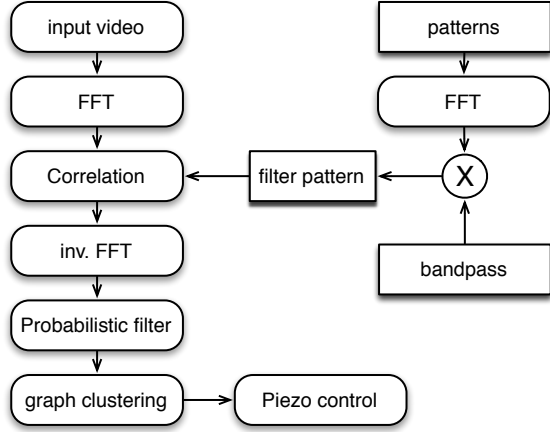 input video
patterns
FFT
FFT
Correlation
filter pattern
X
inv. FFT
bandpass
Probabilistic filter
graph clustering
Piezo control